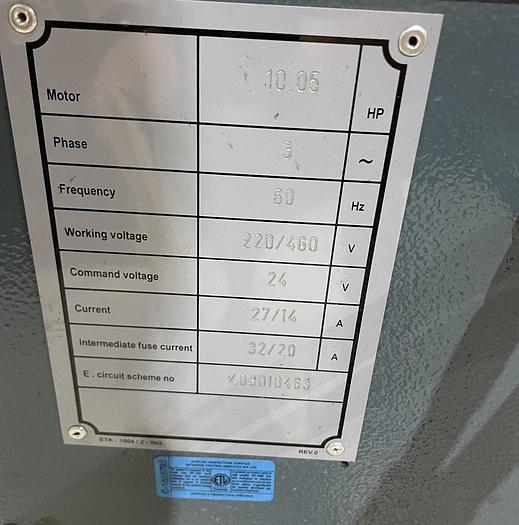 Motor 10.05 HP
Phase 3 ~
Frequency 60 Hz
Working voltage 220/460 V
Command voltage 24 V
Current 27/14 A
Intermediate fuse current 32/20 A
E . circuit scheme no
ETK - 1004 / 2 - ING REV.0
ETL